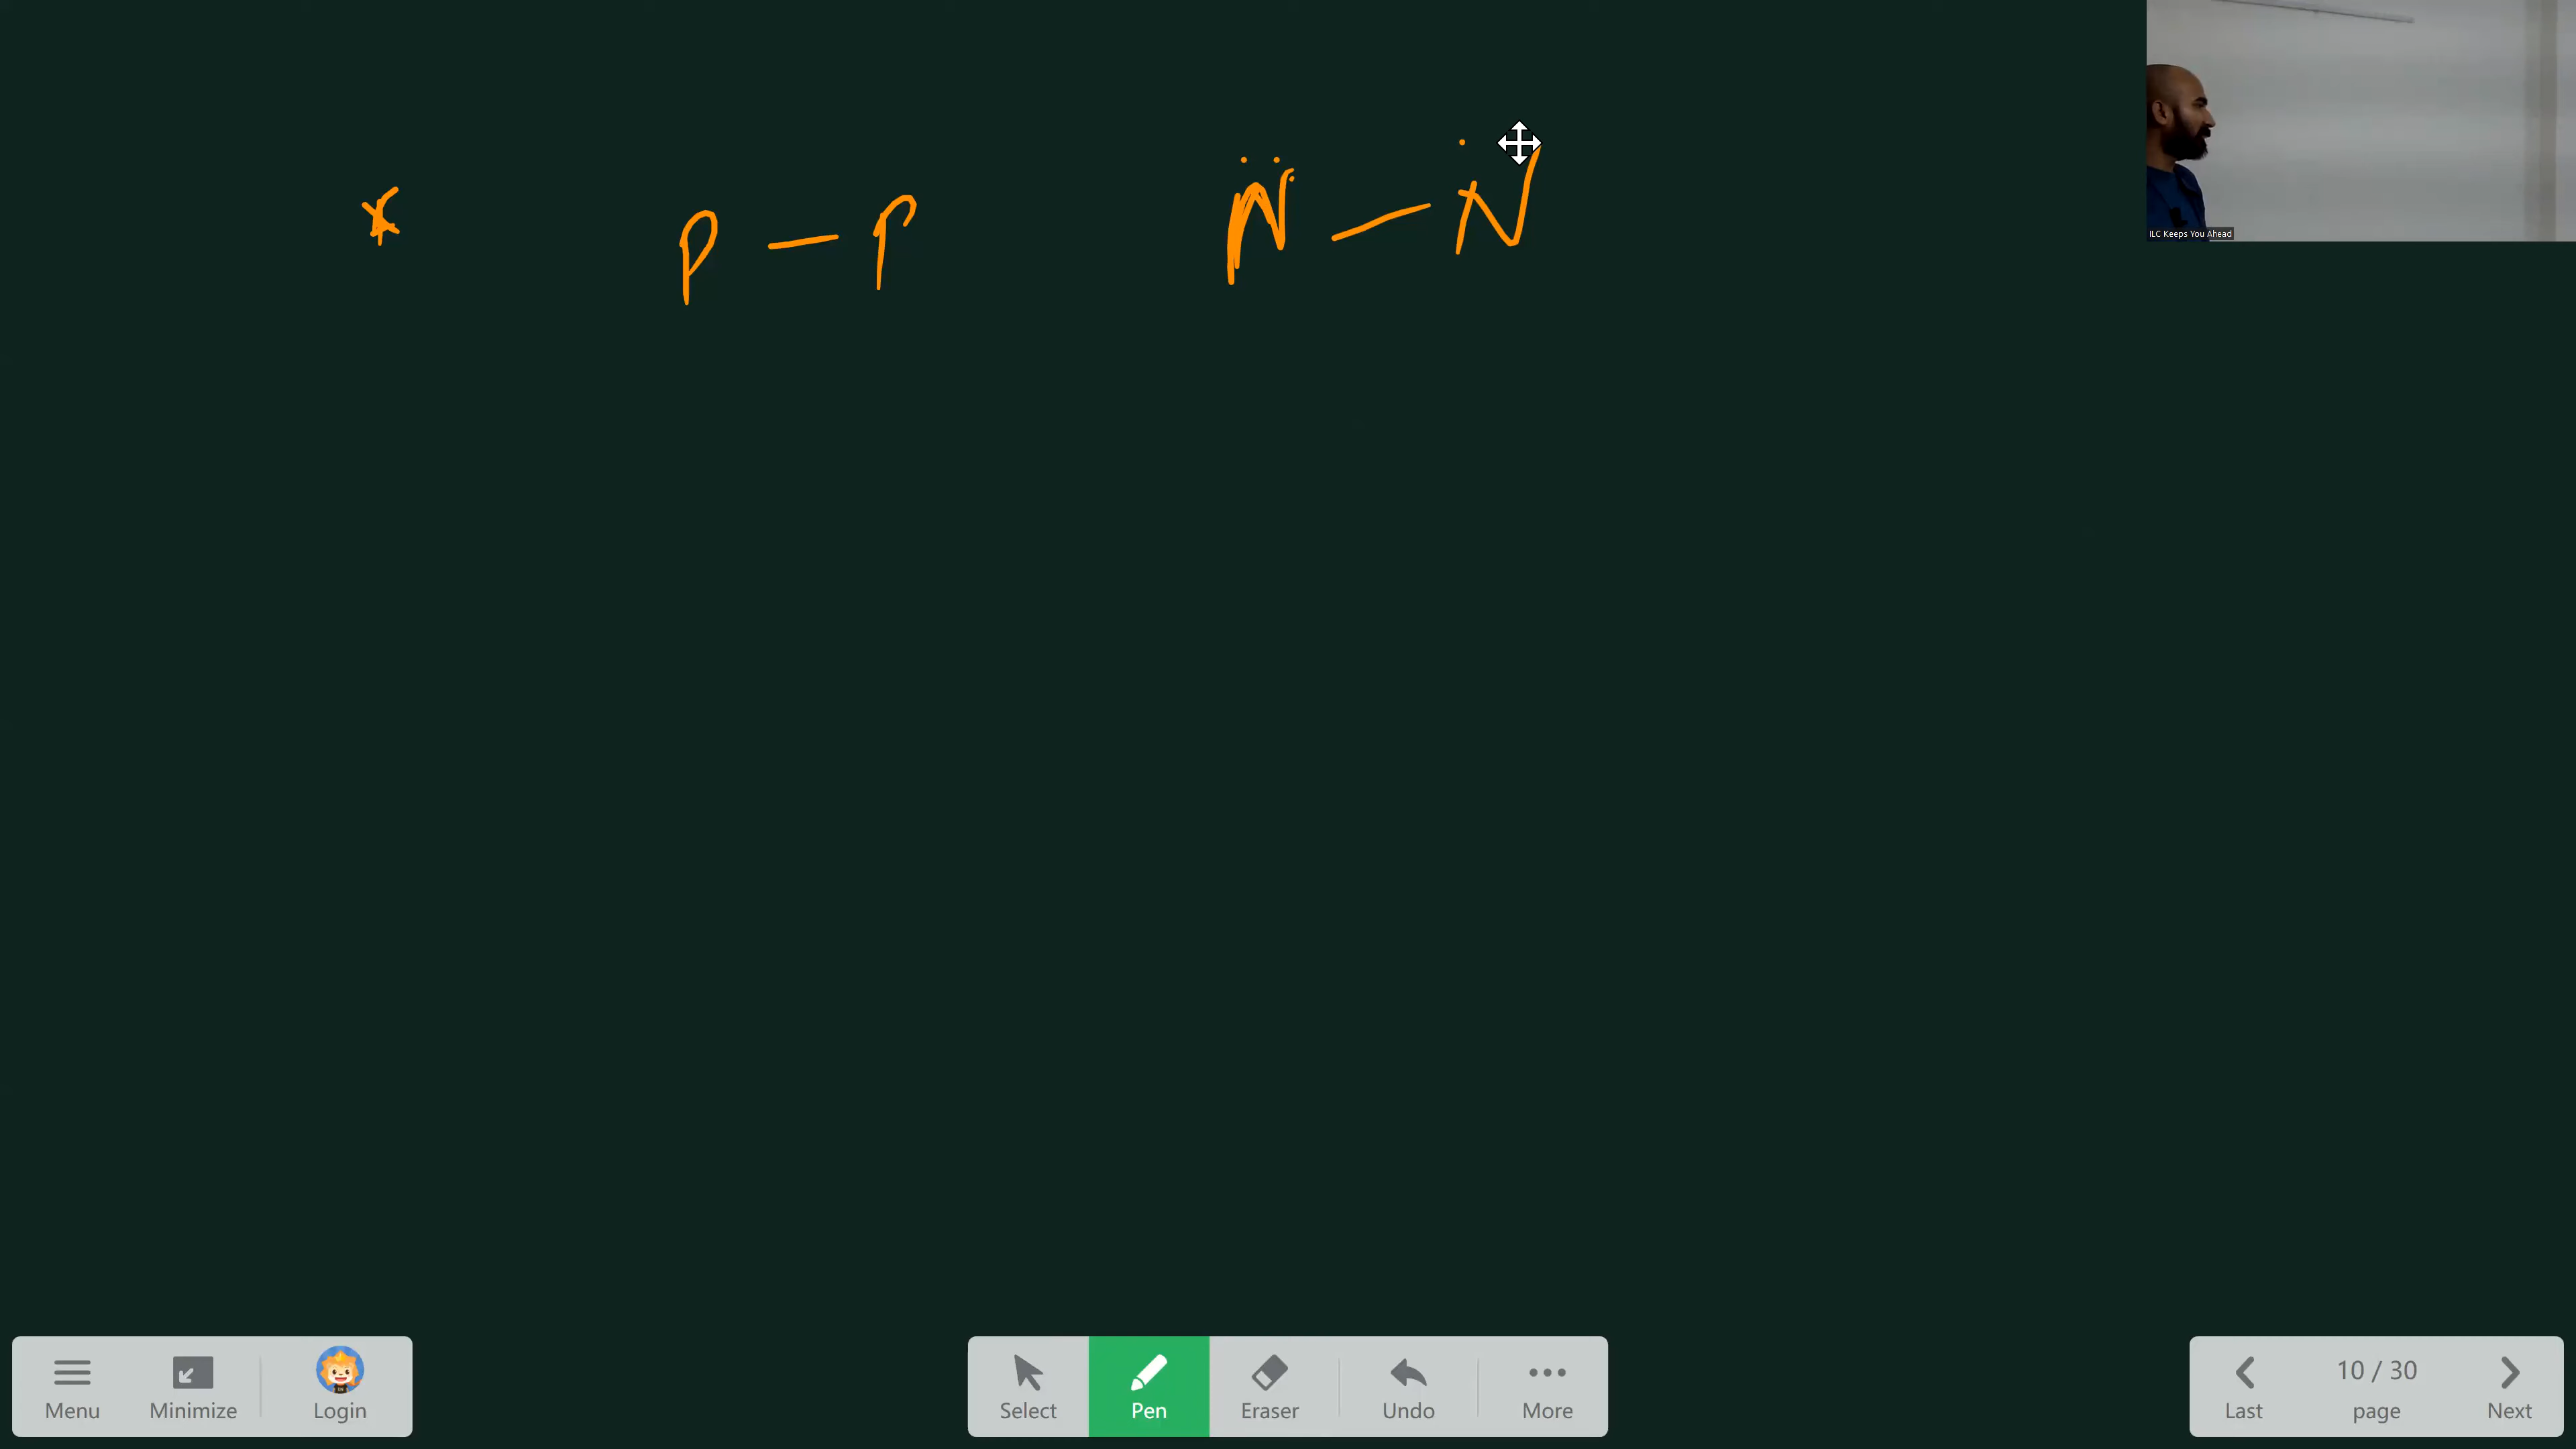 * P — P N̈ — Ṅ
ILC Keeps You Ahead
Menu Minimize Login Select Pen Eraser Undo More Last 10 / 30 page Next